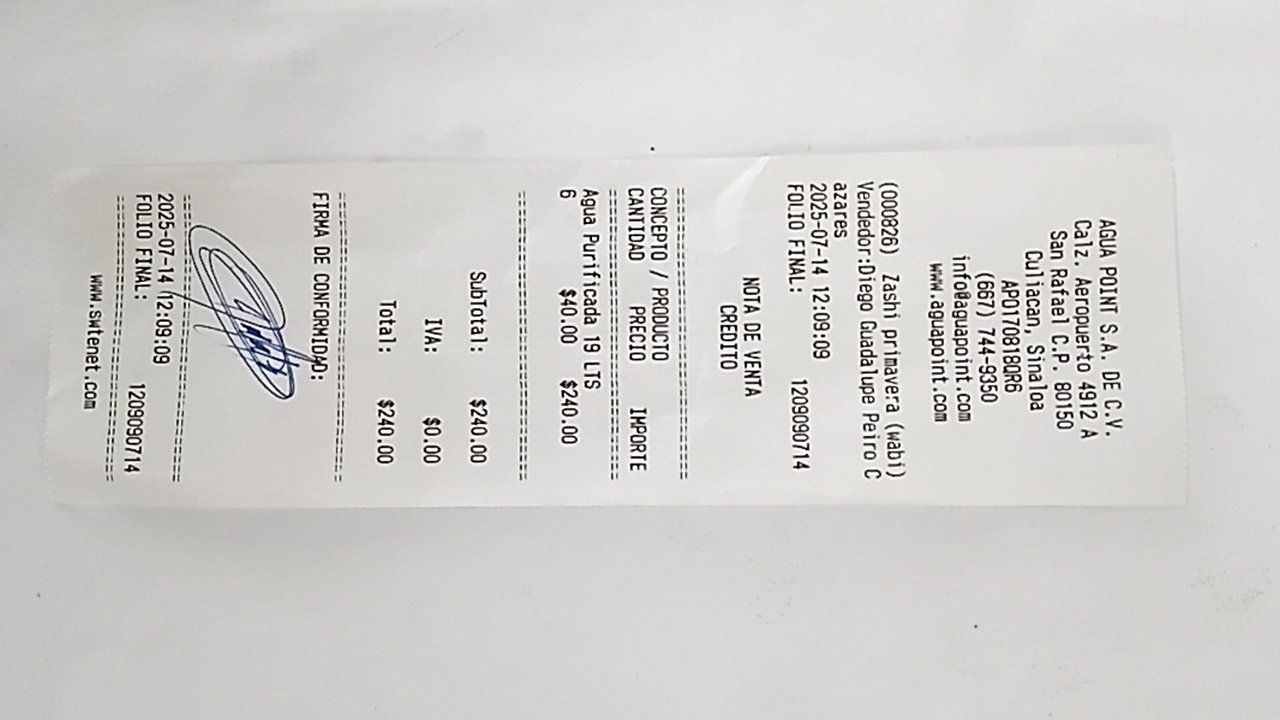 AGUA POINT S.A. DE C.V.
Calz. Aeropuerto 4912 A
San Rafael C.P. 80150
Culiacan, Sinaloa
APO170818QR6
(667) 744-9350
info@aguapoint.com
www.aguapoint.com
(000826) Zashi primavera (wabi)
Vendedor:Diego Guadalupe Peiro C
azares
2025-07-14 12:09:09
FOLIO FINAL: 1209090714
NOTA DE VENTA
CREDITO
================================
CONCEPTO / PRODUCTO
CANTIDAD PRECIO IMPORTE
================================
Agua Purificada 19 LTS
6 $40.00 $240.00
================================
SubTotal: $240.00
IVA: $0.00
Total: $240.00
================================
FIRMA DE CONFORMIDAD:
================================
2025-07-14 12:09:09
FOLIO FINAL: 1209090714
================================
www.swtenet.com